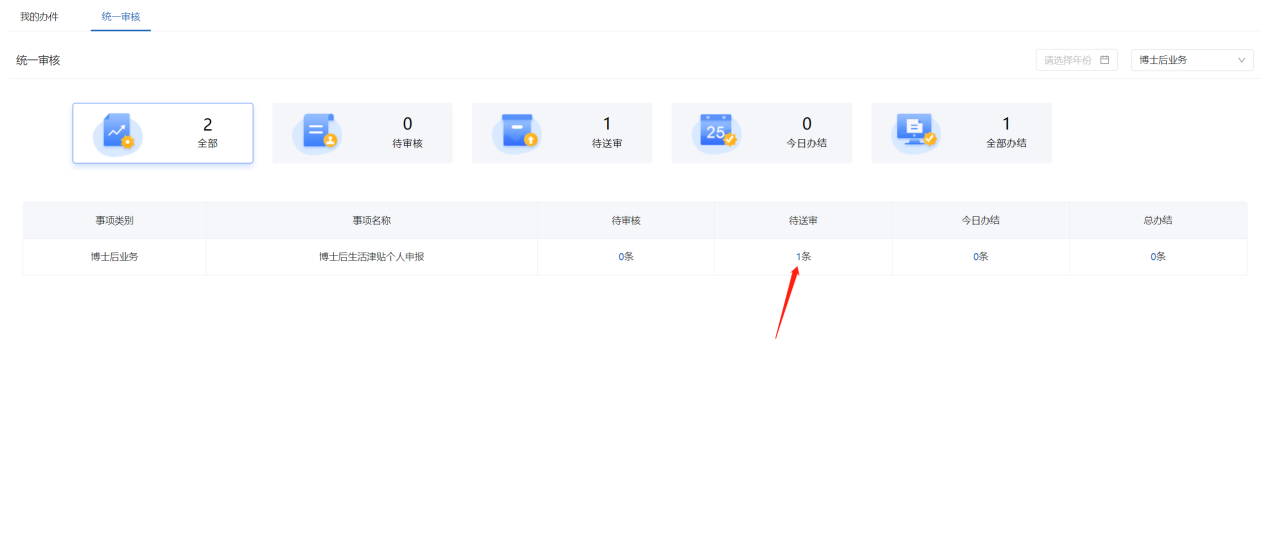 我的办件 统一审核
统一审核 请选择年份 博士后业务
2 0 1 25 0 1
全部 待审核 待送审 今日办结 全部办结
事项类别 事项名称 待审核 待送审 今日办结 总办结
博士后业务 博士后生活津贴个人申报 0条 1条 0条 0条